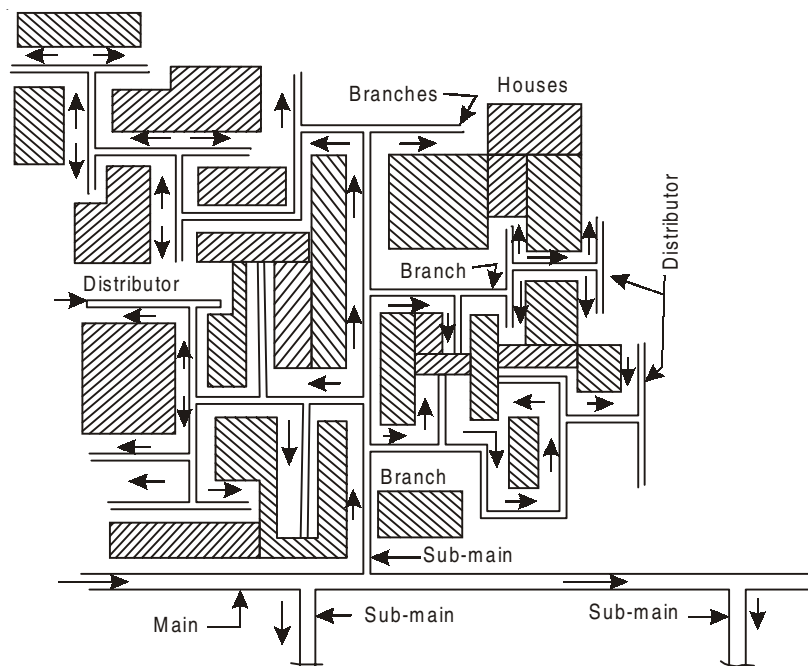 Branches
Houses
Distributor
Branch
Distributor
Branch
Sub-main
Main
Sub-main
Sub-main